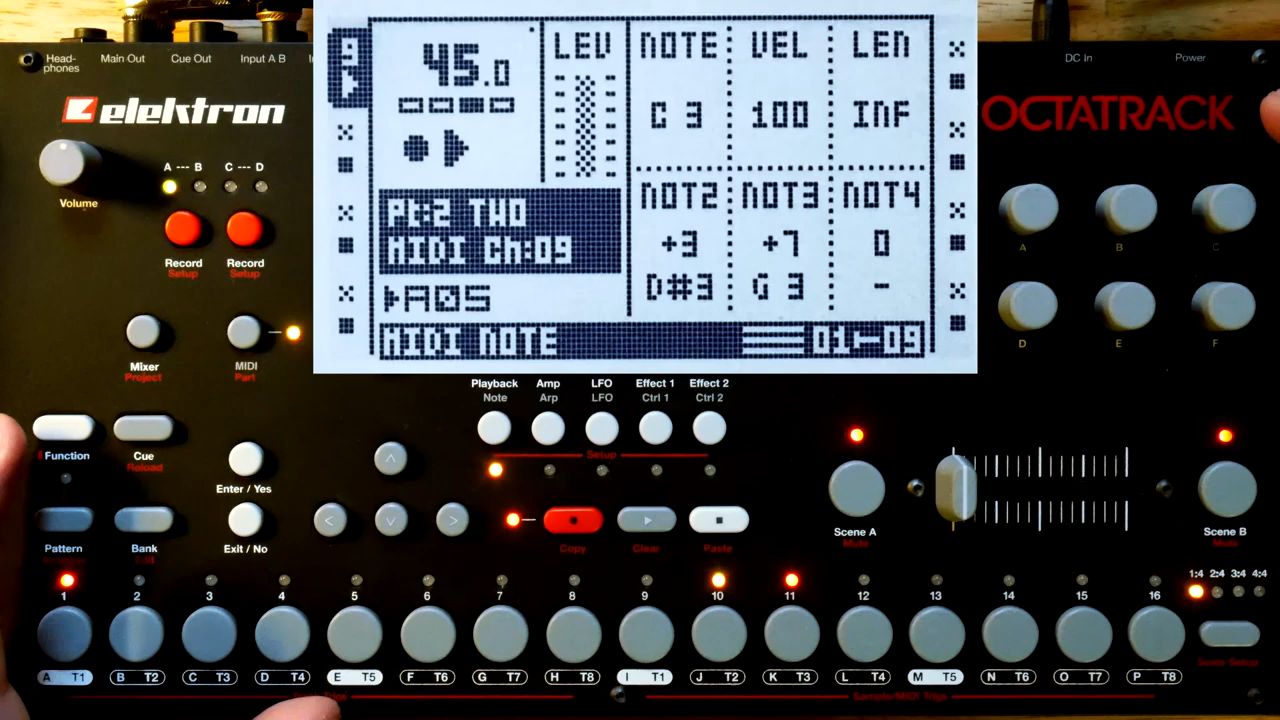 Head-
phones
Main Out
Cue Out
Input A B
DC In
Power
elektron
OCTATRACK
9
45.0
LEV
NOTE VEL LEN
C 3 100 INF
NOT2 NOT3 NOT4
+3 +7 0
D#3 G 3 -
Pt:2 TWO
MIDI Ch:09
A05
MIDI NOTE
Volume
A --- B
C --- D
Record
Setup
Record
Setup
A
B
C
D
E
F
Mixer
Project
MIDI
Part
Playback Amp LFO Effect 1 Effect 2
Note Arp LFO Ctrl 1 Ctrl 2
Setup
Function
Cue
Reload
Enter / Yes
Exit / No
Pattern
Bank
Edit
Copy
Clear
Paste
Scene A
Mute
Scene B
Mute
1:4 2:4 3:4 4:4
1 2 3 4 5 6 7 8 9 10 11 12 13 14 15 16
A T1 B T2 C T3 D T4 E T5 F T6 G T7 H T8 I T1 J T2 K T3 L T4 M T5 N T6 O T7 P T8
Scale Setup
Sample/MIDI Trigs